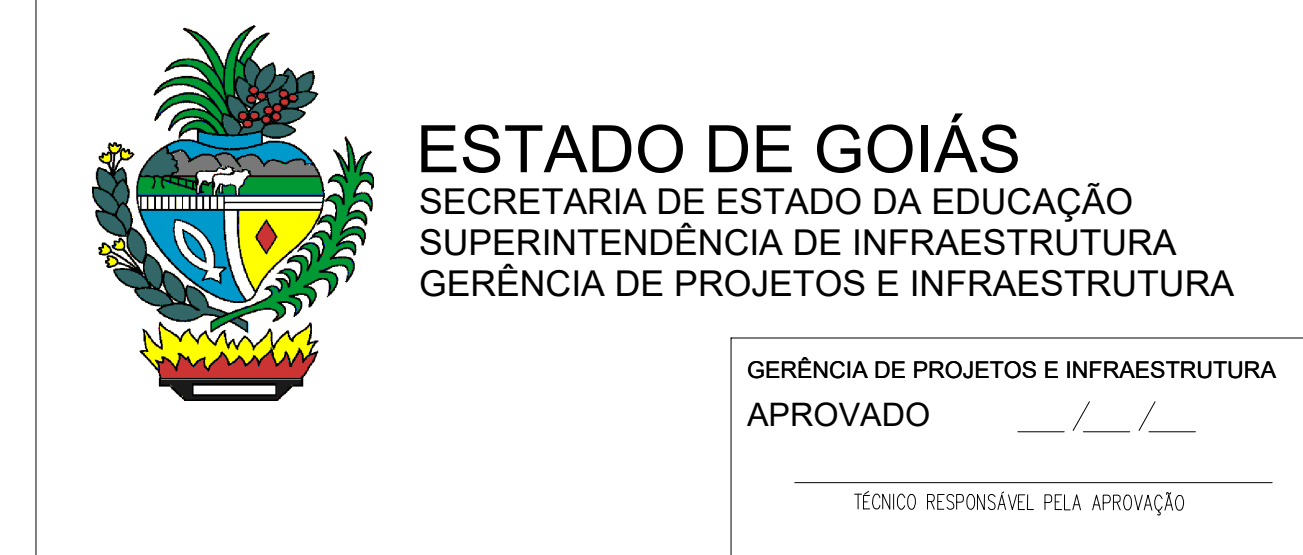 ESTADO DE GOIÁS
SECRETARIA DE ESTADO DA EDUCAÇÃO
SUPERINTENDÊNCIA DE INFRAESTRUTURA
GERÊNCIA DE PROJETOS E INFRAESTRUTURA
GERÊNCIA DE PROJETOS E INFRAESTRUTURA
APROVADO ___/___/___
TÉCNICO RESPONSÁVEL PELA APROVAÇÃO